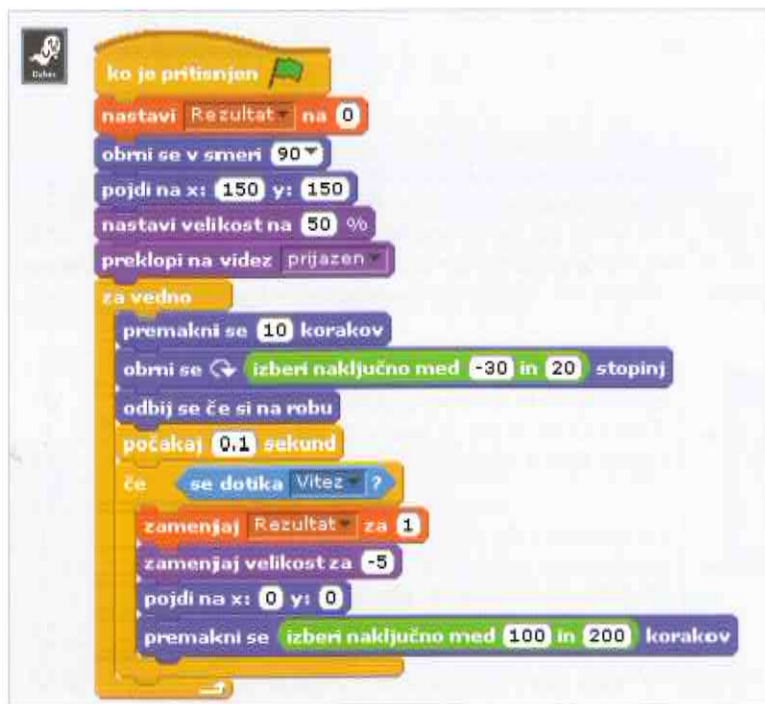 Duhec
ko je pritisnjen
nastavi Rezultat na 0
obrni se v smeri 90
pojdi na x: 150 y: 150
nastavi velikost na 50 %
preklopi na videz prijazen
za vedno
premakni se 10 korakov
obrni se izberi naključno med -30 in 20 stopinj
odbij se če si na robu
počakaj 0.1 sekund
če se dotika Vitez ?
zamenjaj Rezultat za 1
zamenjaj velikost za -5
pojdi na x: 0 y: 0
premakni se izberi naključno med 100 in 200 korakov